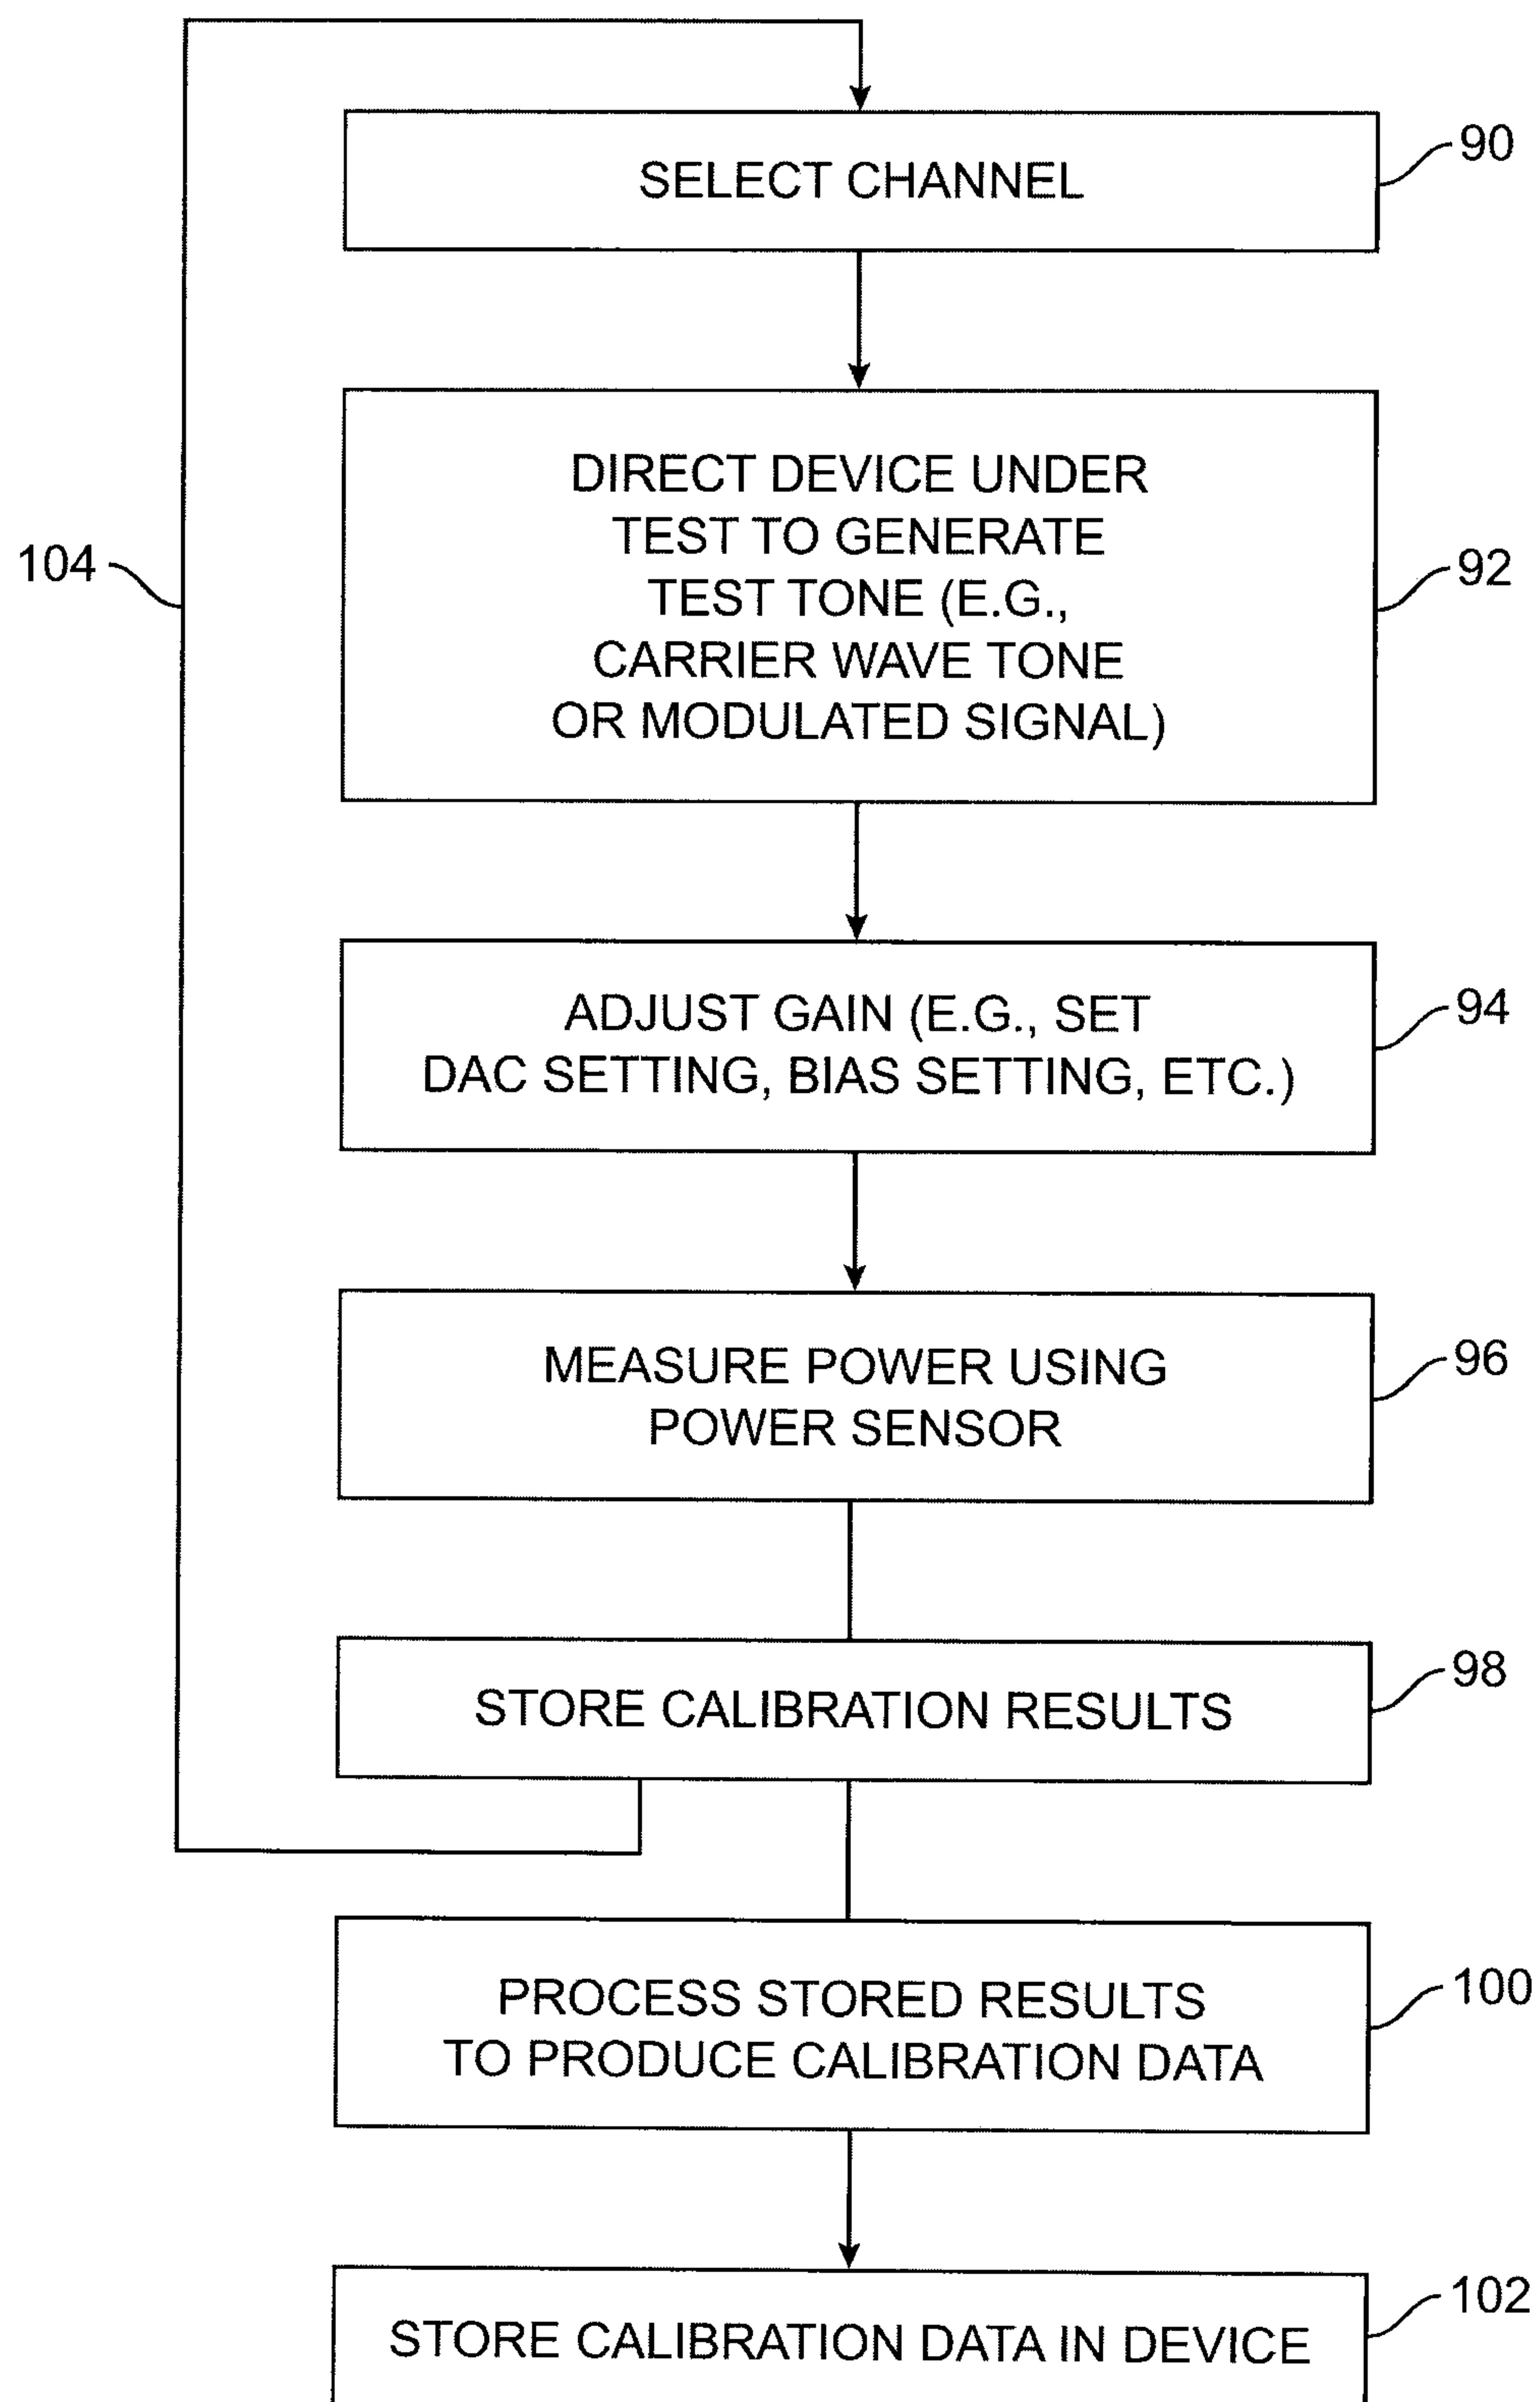 SELECT CHANNEL
90
DIRECT DEVICE UNDER
TEST TO GENERATE
TEST TONE (E.G.,
CARRIER WAVE TONE
OR MODULATED SIGNAL)
104
92
ADJUST GAIN (E.G., SET
DAC SETTING, BIAS SETTING, ETC.)
94
MEASURE POWER USING
POWER SENSOR
96
STORE CALIBRATION RESULTS
98
PROCESS STORED RESULTS
TO PRODUCE CALIBRATION DATA
100
STORE CALIBRATION DATA IN DEVICE
102